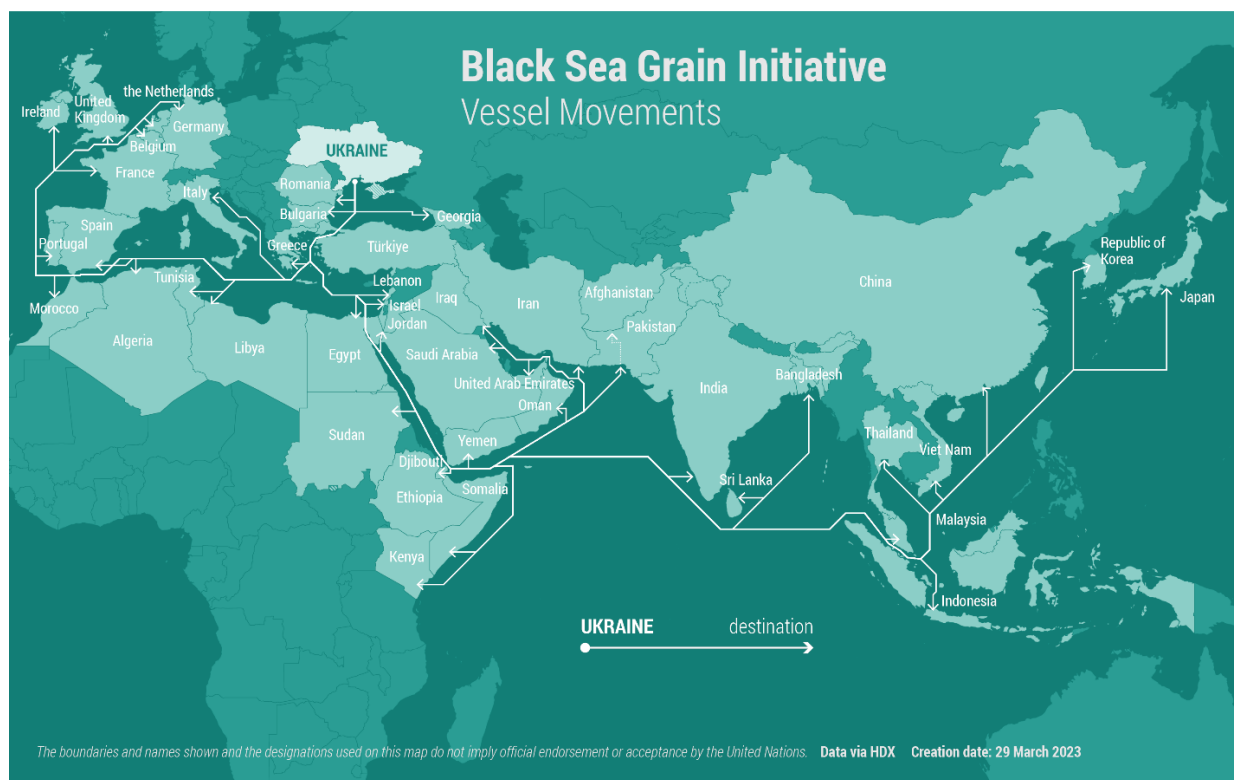 Black Sea Grain Initiative
Vessel Movements
the Netherlands
Ireland
United
Kingdom
Germany
Belgium
UKRAINE
France
Italy
Romania
Bulgaria
Georgia
Spain
Portugal
Greece
Türkiye
Republic of
Korea
Tunisia
Lebanon
Iraq
Iran
Afghanistan
China
Japan
Morocco
Israel
Jordan
Pakistan
Algeria
Libya
Egypt
Saudi Arabia
United Arab Emirates
Bangladesh
India
Oman
Sudan
Yemen
Thailand
Viet Nam
Djibouti
Sri Lanka
Ethiopia
Somalia
Malaysia
Kenya
Indonesia
UKRAINE destination
The boundaries and names shown and the designations used on this map do not imply official endorsement or acceptance by the United Nations. Data via HDX Creation date: 29 March 2023